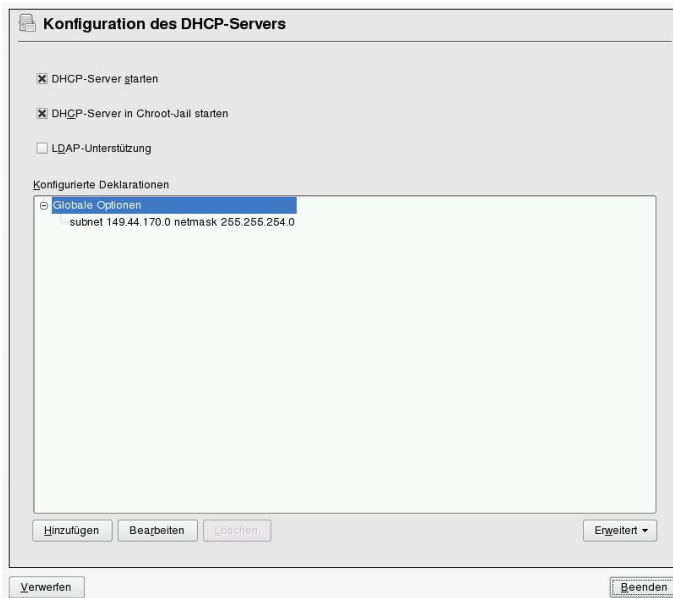 Konfiguration des DHCP-Servers
DHCP-Server starten
DHCP-Server in Chroot-Jail starten
LDAP-Unterstützung
Konfigurierte Deklarationen
Globale Optionen
subnet 149.44.170.0 netmask 255.255.254.0
Hinzufügen Bearbeiten Löschen Erweitert
Verwerfen Beenden